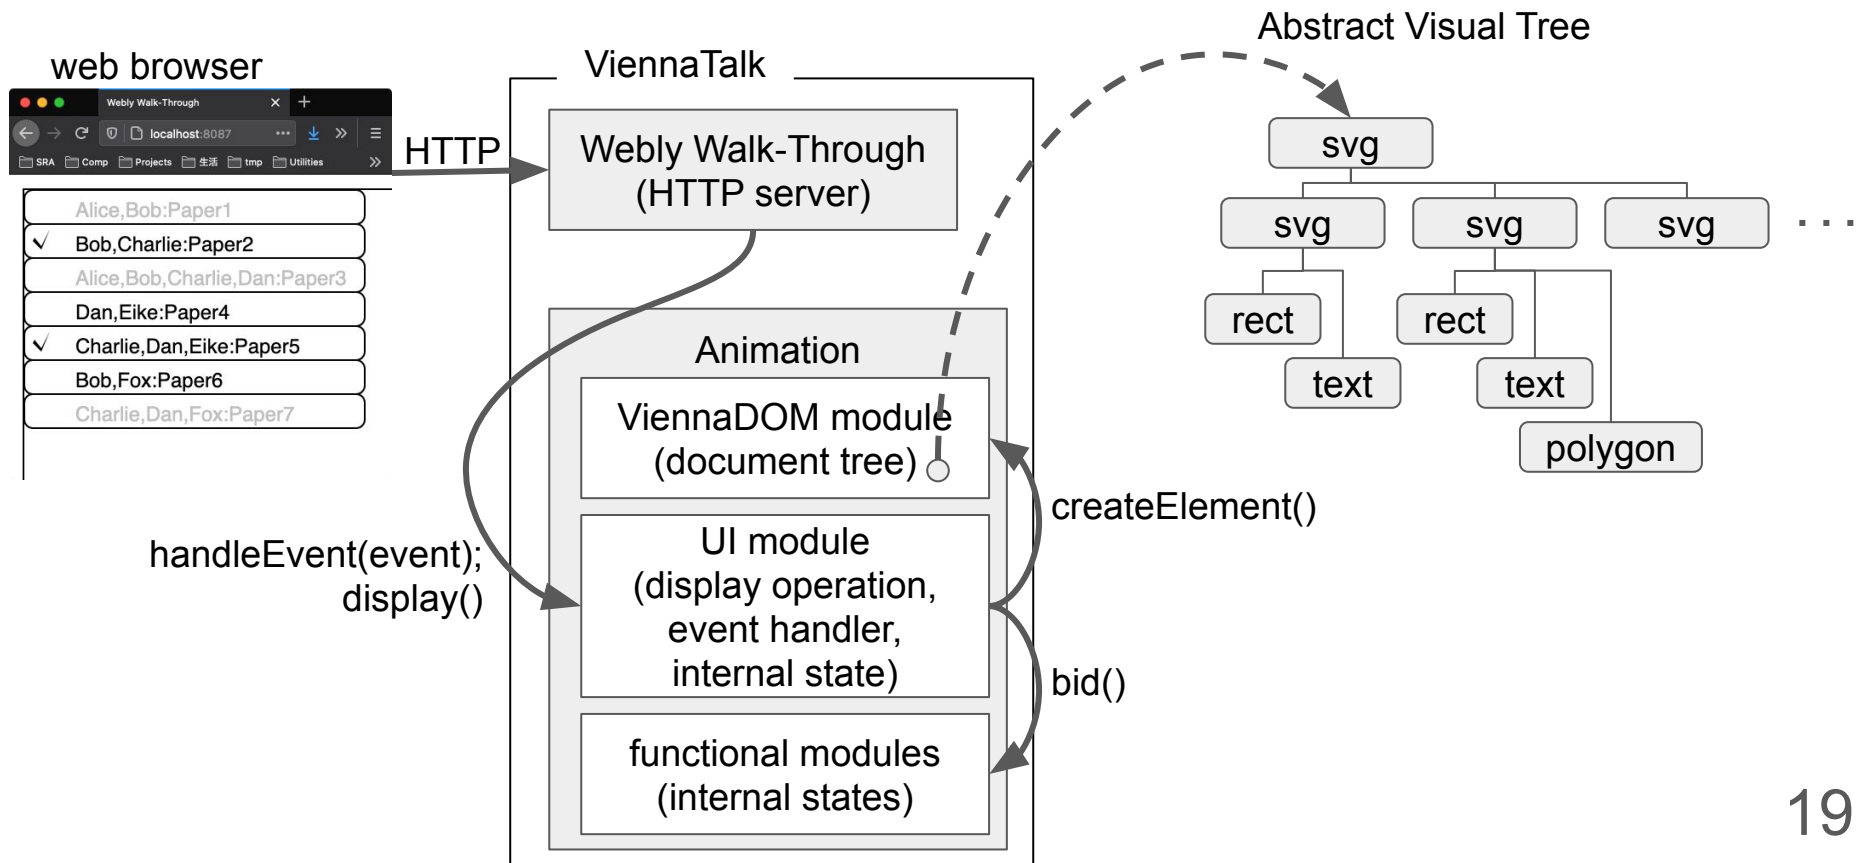 Abstract Visual Tree
web browser
ViennaTalk
Webly Walk-Through × +
localhost:8087 ... »
SRA Comp Projects 生活 tmp Utilities »
Alice,Bob:Paper1
✓ Bob,Charlie:Paper2
Alice,Bob,Charlie,Dan:Paper3
Dan,Eike:Paper4
✓ Charlie,Dan,Eike:Paper5
Bob,Fox:Paper6
Charlie,Dan,Fox:Paper7
HTTP
Webly Walk-Through
(HTTP server)
Animation
ViennaDOM module
(document tree)
UI module
(display operation,
event handler,
internal state)
functional modules
(internal states)
handleEvent(event);
display()
createElement()
bid()
svg
svg svg svg ...
rect rect
text text
polygon
19